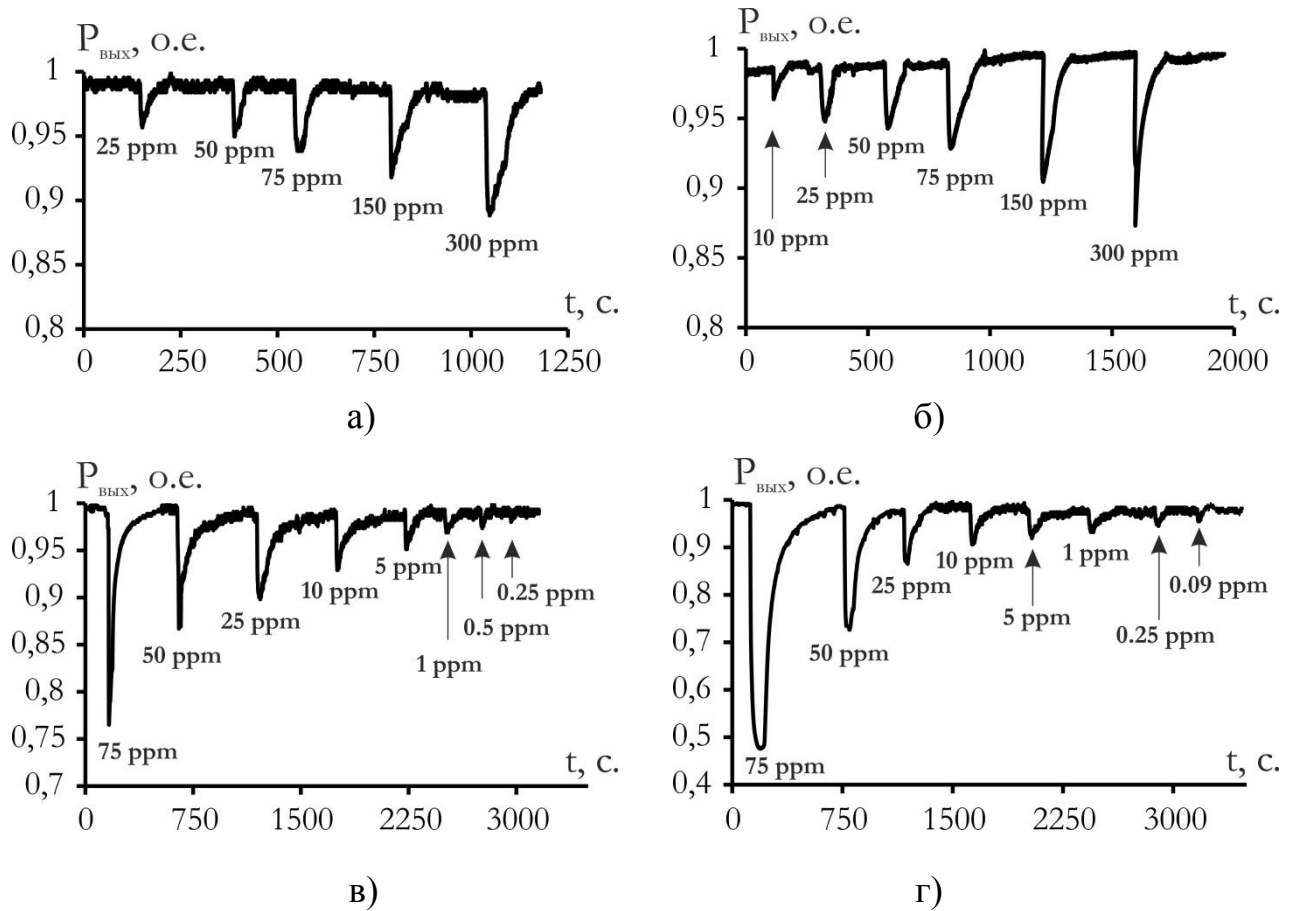 Pвых, о.е.
1
0,95
0,9
0,85
0,8
25 ppm
50 ppm
75 ppm
150 ppm
300 ppm
t, с.
0 250 500 750 1000 1250
а)
Pвых, о.е.
1
0,95
0,9
0,85
0,8
10 ppm
25 ppm
50 ppm
75 ppm
150 ppm
300 ppm
t, с.
0 500 1000 1500 2000
б)
Pвых, о.е.
1
0,95
0,9
0,85
0,8
0,75
0,7
75 ppm
50 ppm
25 ppm
10 ppm
5 ppm
1 ppm
0.5 ppm
0.25 ppm
t, с.
0 750 1500 2250 3000
в)
Pвых, о.е.
1
0,9
0,8
0,7
0,6
0,5
0,4
75 ppm
50 ppm
25 ppm
10 ppm
5 ppm
1 ppm
0.25 ppm
0.09 ppm
t, с.
0 750 1500 2250 3000
г)